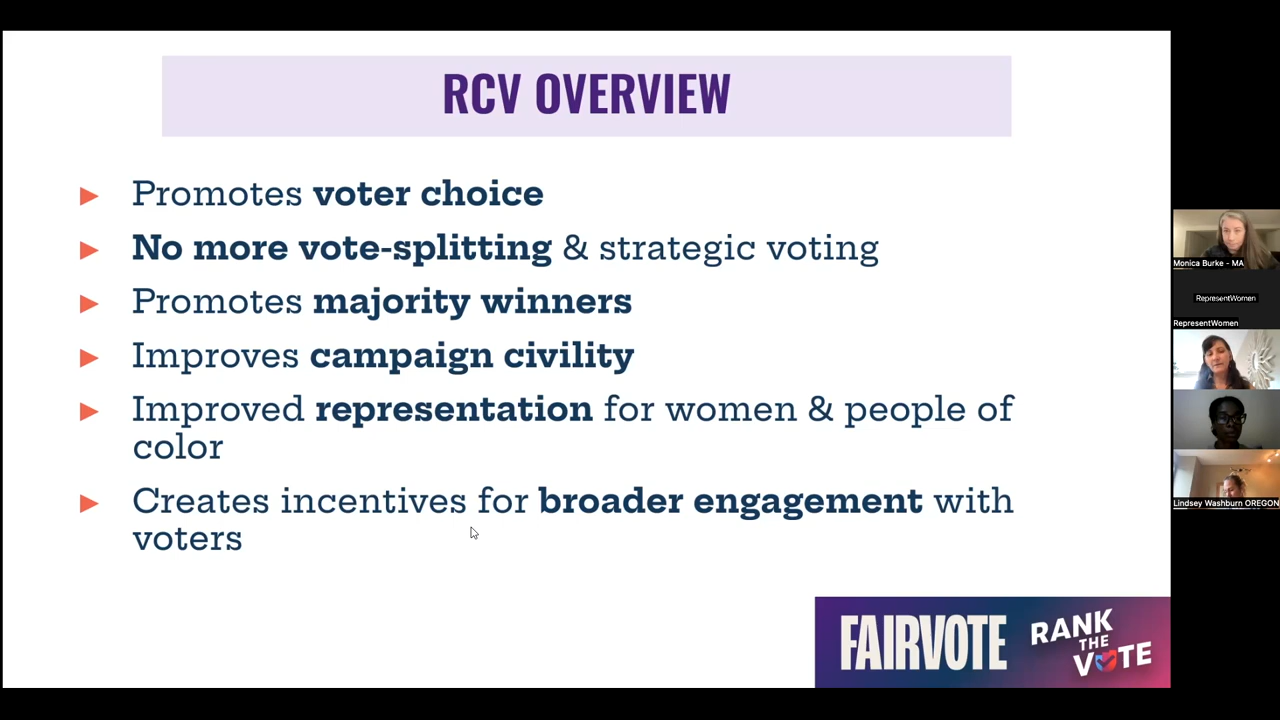 RCV OVERVIEW
► Promotes voter choice
► No more vote-splitting & strategic voting
► Promotes majority winners
► Improves campaign civility
► Improved representation for women & people of
color
► Creates incentives for broader engagement with
voters
FAIRVOTE
RANK
THE
VOTE
Monica Burke - MA
RepresentWomen
RepresentWomen
Lindsey Washburn OREGON